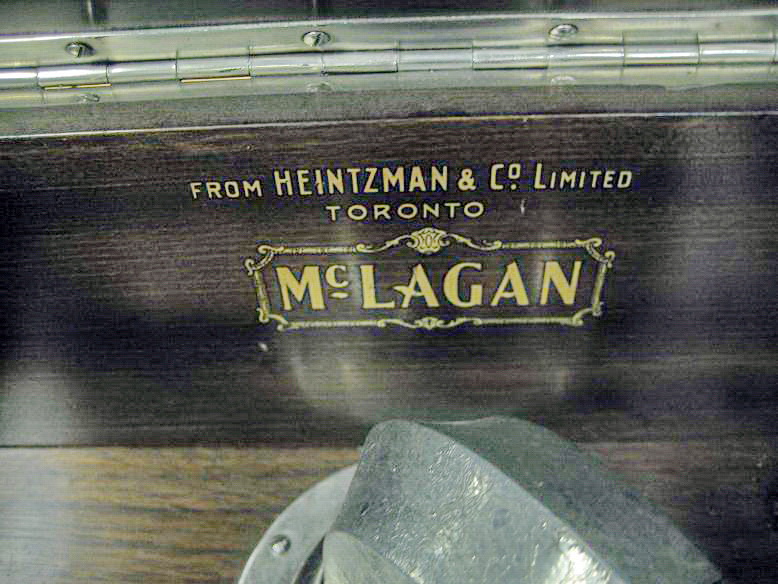 FROM HEINTZMAN & Cº LIMITED
TORONTO
McLAGAN